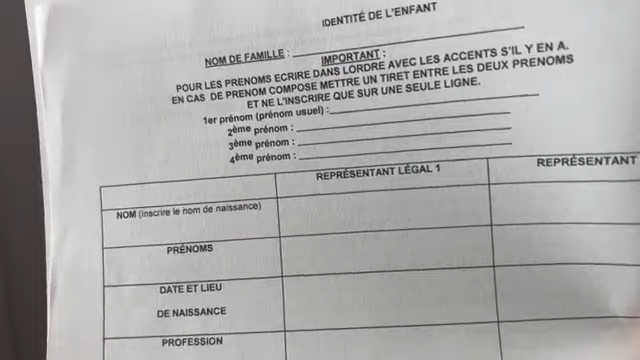 IDENTITÉ DE L'ENFANT
NOM DE FAMILLE :
IMPORTANT :
POUR LES PRENOMS ECRIRE DANS LORDRE AVEC LES ACCENTS S'IL Y EN A.
EN CAS DE PRENOM COMPOSE METTRE UN TIRET ENTRE LES DEUX PRENOMS
ET NE L'INSCRIRE QUE SUR UNE SEULE LIGNE.
1er prénom (prénom usuel) :
2ème prénom :
3ème prénom :
4ème prénom :
REPRÉSENTANT LÉGAL 1
REPRÉSENTANT
NOM (inscrire le nom de naissance)
PRÉNOMS
DATE ET LIEU
DE NAISSANCE
PROFESSION